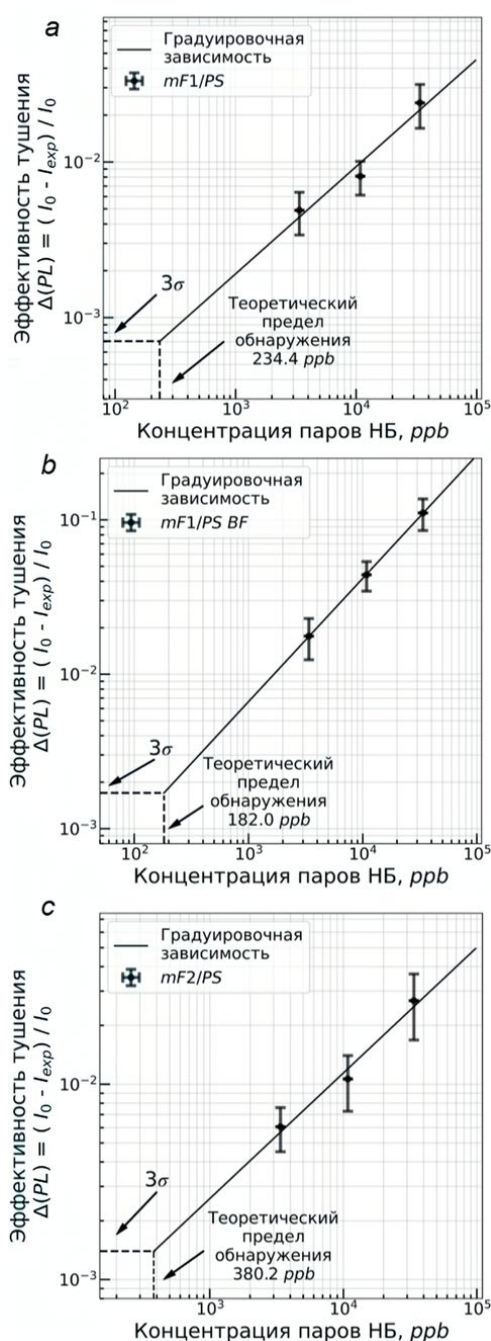 a
Градуировочная
зависимость
mF1/PS
Эффективность тушения
Δ(PL) = ( I₀ - I_exp) / I₀
10⁻²
10⁻³
3σ
Теоретический
предел
обнаружения
234.4 ppb
10² 10³ 10⁴ 10⁵
Концентрация паров НБ, ppb
b
Градуировочная
зависимость
mF1/PS BF
Эффективность тушения
Δ(PL) = ( I₀ - I_exp) / I₀
10⁻¹
10⁻²
10⁻³
3σ
Теоретический
предел
обнаружения
182.0 ppb
10² 10³ 10⁴ 10⁵
Концентрация паров НБ, ppb
c
Градуировочная
зависимость
mF2/PS
Эффективность тушения
Δ(PL) = ( I₀ - I_exp) / I₀
10⁻²
10⁻³
3σ
Теоретический
предел
обнаружения
380.2 ppb
10³ 10⁴ 10⁵
Концентрация паров НБ, ppb